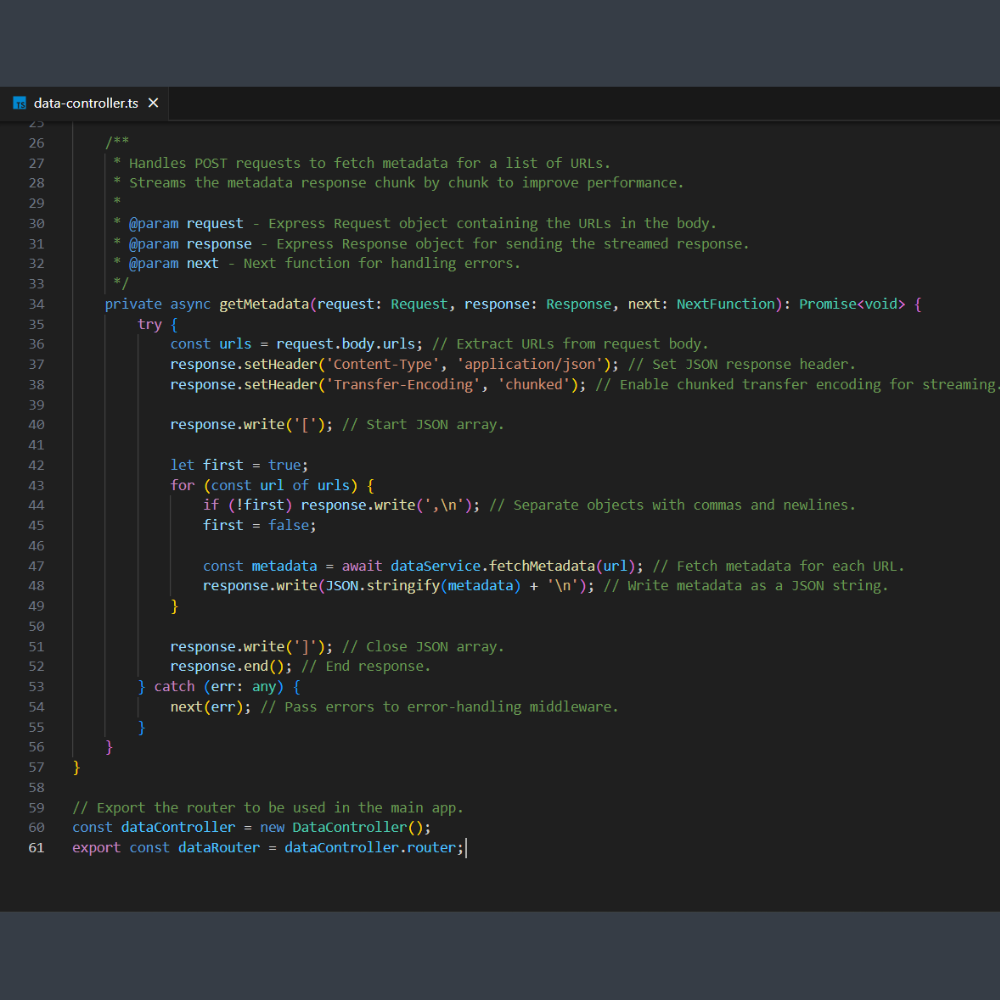 TS data-controller.ts ×
25
26 /**
27 * Handles POST requests to fetch metadata for a list of URLs.
28 * Streams the metadata response chunk by chunk to improve performance.
29 *
30 * @param request - Express Request object containing the URLs in the body.
31 * @param response - Express Response object for sending the streamed response.
32 * @param next - Next function for handling errors.
33 */
34 private async getMetadata(request: Request, response: Response, next: NextFunction): Promise<void> {
35 try {
36 const urls = request.body.urls; // Extract URLs from request body.
37 response.setHeader('Content-Type', 'application/json'); // Set JSON response header.
38 response.setHeader('Transfer-Encoding', 'chunked'); // Enable chunked transfer encoding for streaming.
39
40 response.write('['); // Start JSON array.
41
42 let first = true;
43 for (const url of urls) {
44 if (!first) response.write(',\n'); // Separate objects with commas and newlines.
45 first = false;
46
47 const metadata = await dataService.fetchMetadata(url); // Fetch metadata for each URL.
48 response.write(JSON.stringify(metadata) + '\n'); // Write metadata as a JSON string.
49 }
50
51 response.write(']'); // Close JSON array.
52 response.end(); // End response.
53 } catch (err: any) {
54 next(err); // Pass errors to error-handling middleware.
55 }
56 }
57 }
58
59 // Export the router to be used in the main app.
60 const dataController = new DataController();
61 export const dataRouter = dataController.router;